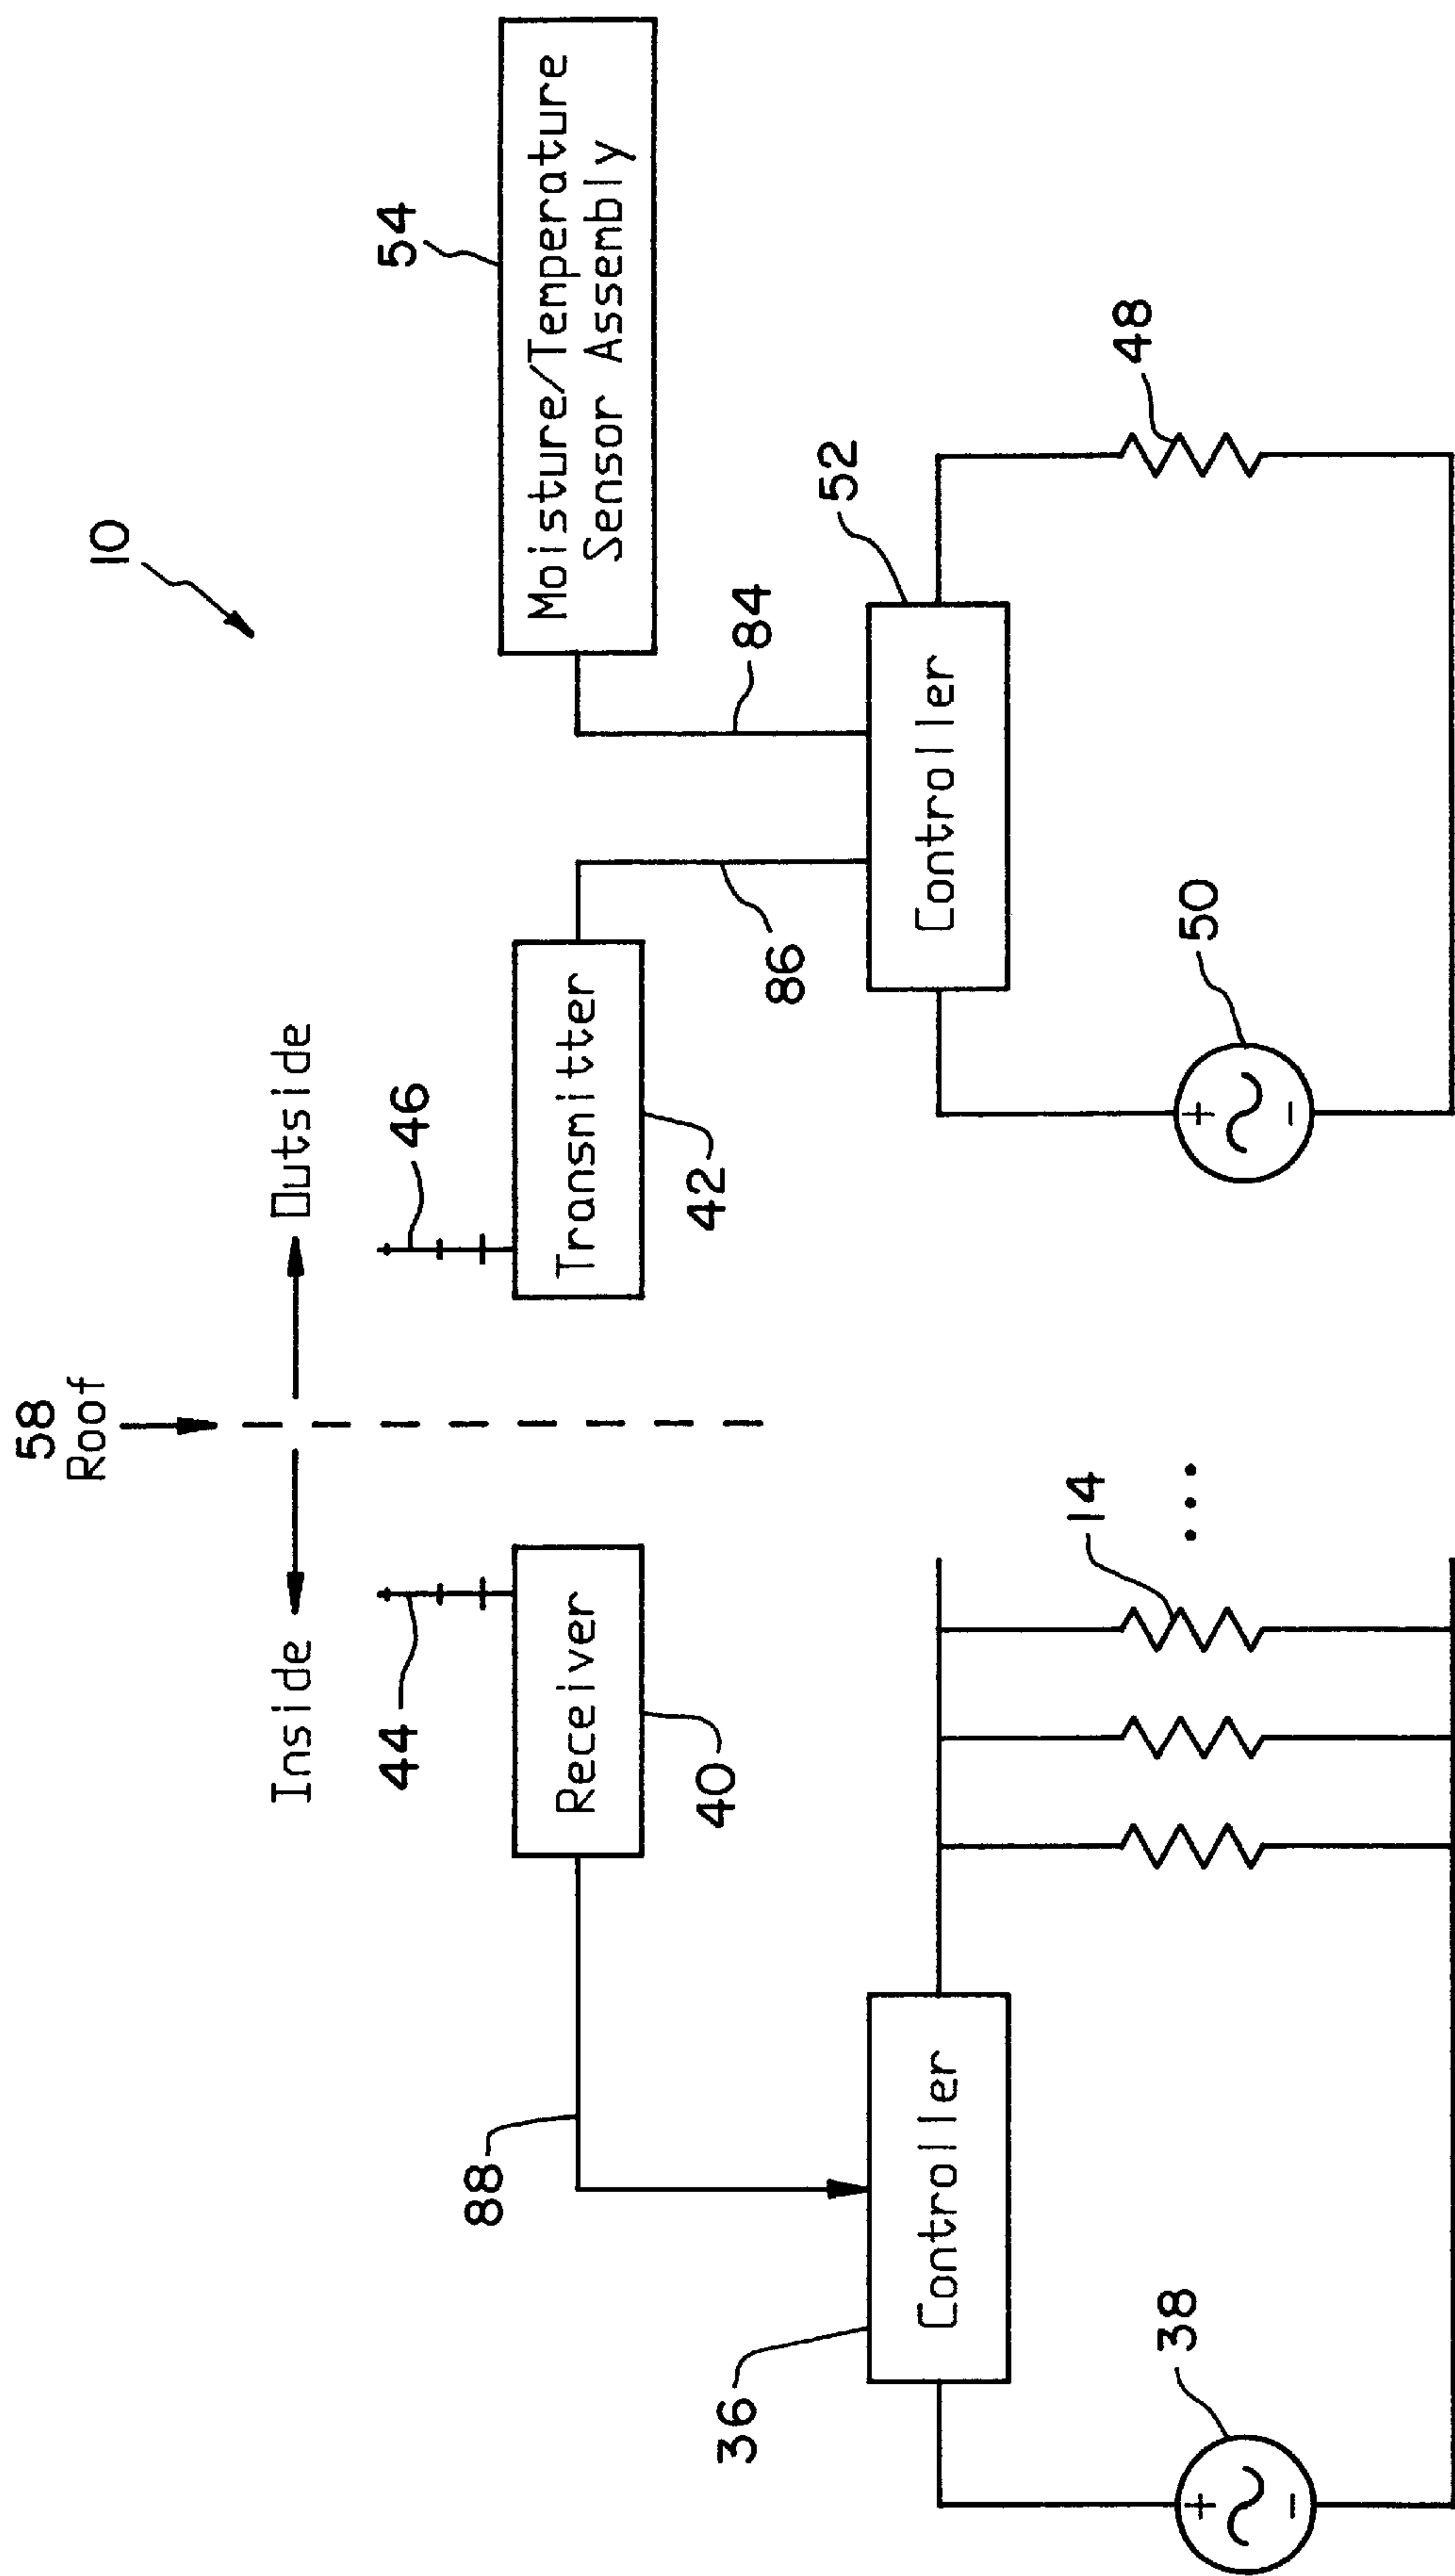 58
Roof
Inside
Outside
10
44
46
54
Receiver
Transmitter
Moisture/Temperature
Sensor Assembly
40
42
88
86
84
36
52
Controller
Controller
14
...
48
38
50
+
-
+
-